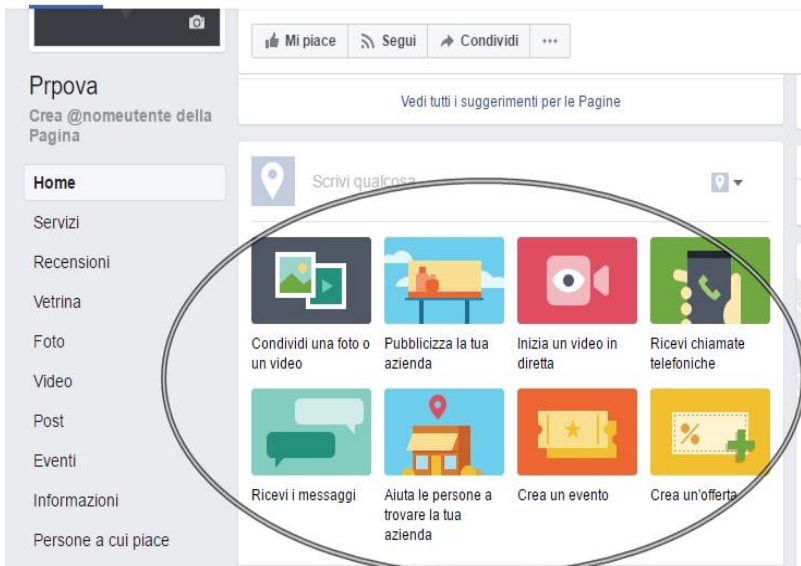 Mi piace Segui Condividi ...
Vedi tutti i suggerimenti per le Pagine
Prpova
Crea @nomeutente della
Pagina
Home
Servizi
Recensioni
Vetrina
Foto
Video
Post
Eventi
Informazioni
Persone a cui piace
Scrivi qualcosa...
Condividi una foto o
un video
Pubblicizza la tua
azienda
Inizia un video in
diretta
Ricevi chiamate
telefoniche
Ricevi i messaggi
Aiuta le persone a
trovare la tua
azienda
Crea un evento
Crea un'offerta